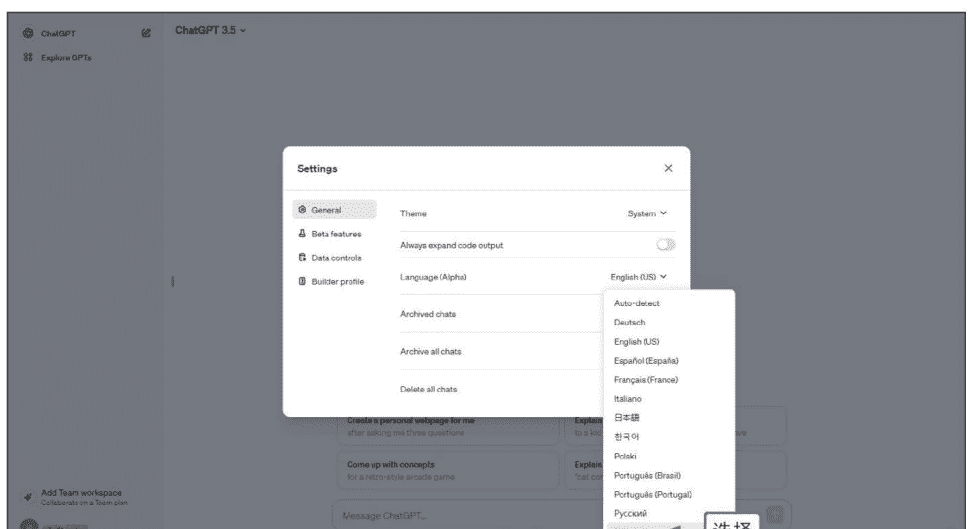 ChatGPT
ChatGPT 3.5
Explore GPTs
Settings
General
Beta features
Data controls
Builder profile
Theme
System
Always expand code output
Language (Alpha)
English (US)
Archived chats
Archive all chats
Delete all chats
Auto-detect
Deutsch
English (US)
Español (España)
Français (France)
Italiano
日本語
한국어
Polski
Português (Brasil)
Português (Portugal)
Русский
选择
Create a personal webpage for me
after asking me three questions
Explain
Come up with concepts
for a retro-style arcade game
Explain
Message ChatGPT...
Add Team workspace
Collaborate on a Team plan